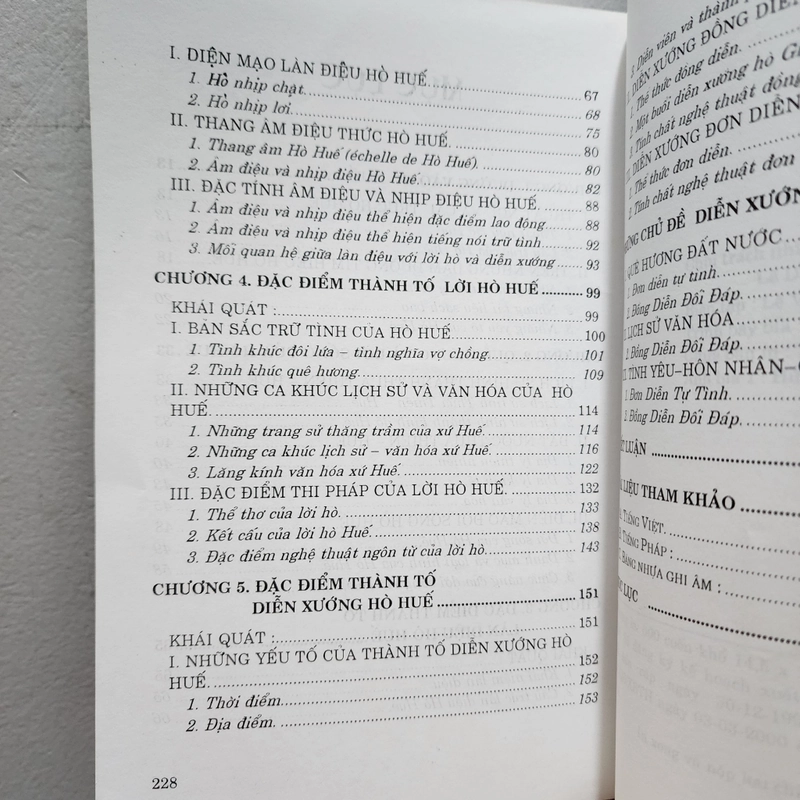 I. DIỆN MẠO LÀN ĐIỆU HÒ HUẾ.
1. Hò nhịp chặt. 67
2. Hò nhịp lơi. 68
II. THANG ÂM ĐIỆU THỨC HÒ HUẾ. 75
1. Thang âm Hò Huế (échelle de Hò Huế). 80
2. Âm điệu và nhịp điệu Hò Huế. 80
III. ĐẶC TÍNH ÂM ĐIỆU VÀ NHỊP ĐIỆU HÒ HUẾ. 82
1. Âm điệu và nhịp điệu thể hiện đặc điểm lao động. 88
2. Âm điệu và nhịp điệu thể hiện tiếng nói trữ tình. 88
3. Mối quan hệ giữa làn điệu với lời hò và diễn xướng 92
93
CHƯƠNG 4. ĐẶC ĐIỂM THÀNH TỐ LỜI HÒ HUẾ 99
KHÁI QUÁT : 99
I. BẢN SẮC TRỮ TÌNH CỦA HÒ HUẾ. 100
1. Tình khúc đôi lứa – tình nghĩa vợ chồng. 101
2. Tình khúc quê hương. 109
II. NHỮNG CA KHÚC LỊCH SỬ VÀ VĂN HÓA CỦA HÒ
HUẾ. 114
1. Những trang sử thăng trầm của xứ Huế. 114
2. Những ca khúc lịch sử – văn hóa xứ Huế. 116
3. Lăng kính văn hóa xứ Huế. 122
III. ĐẶC ĐIỂM THI PHÁP CỦA LỜI HÒ HUẾ. 132
1. Thể thơ của lời hò. 133
2. Kết cấu của lời hò Huế. 138
3. Đặc điểm nghệ thuật ngôn từ của lời hò. 143
CHƯƠNG 5. ĐẶC ĐIỂM THÀNH TỐ
DIỄN XƯỚNG HÒ HUẾ 151
KHÁI QUÁT : 151
I. NHỮNG YẾU TỐ CỦA THÀNH TỐ DIỄN XƯỚNG HÒ
HUẾ. 152
1. Thời điểm. 152
2. Địa điểm. 153
228
Diễn viên và thành
DIỄN XƯỚNG ĐỒNG DIỄN
Thể thức đồng diễn.
Một buổi diễn xướng hò
Tính chất nghệ thuật đồng
DIỄN XƯỚNG ĐƠN DIỄN
Thể thức đơn diễn.
2. Tính chất nghệ thuật đơn
CHỦ ĐỀ DIỄN XƯỚNG
QUÊ HƯƠNG ĐẤT NƯỚC
Đơn diễn tự tình.
Đồng Diễn Đối Đáp.
LỊCH SỬ VĂN HÓA
Đồng Diễn Đối Đáp.
TÌNH YÊU–HÔN NHÂN–
Đơn Diễn Tự Tình.
Đồng Diễn Đối Đáp.
LUẬN
LIỆU THAM KHẢO
TIẾNG VIỆT.
TIẾNG PHÁP :
BĂNG NHỰA GHI ÂM :
LỤC